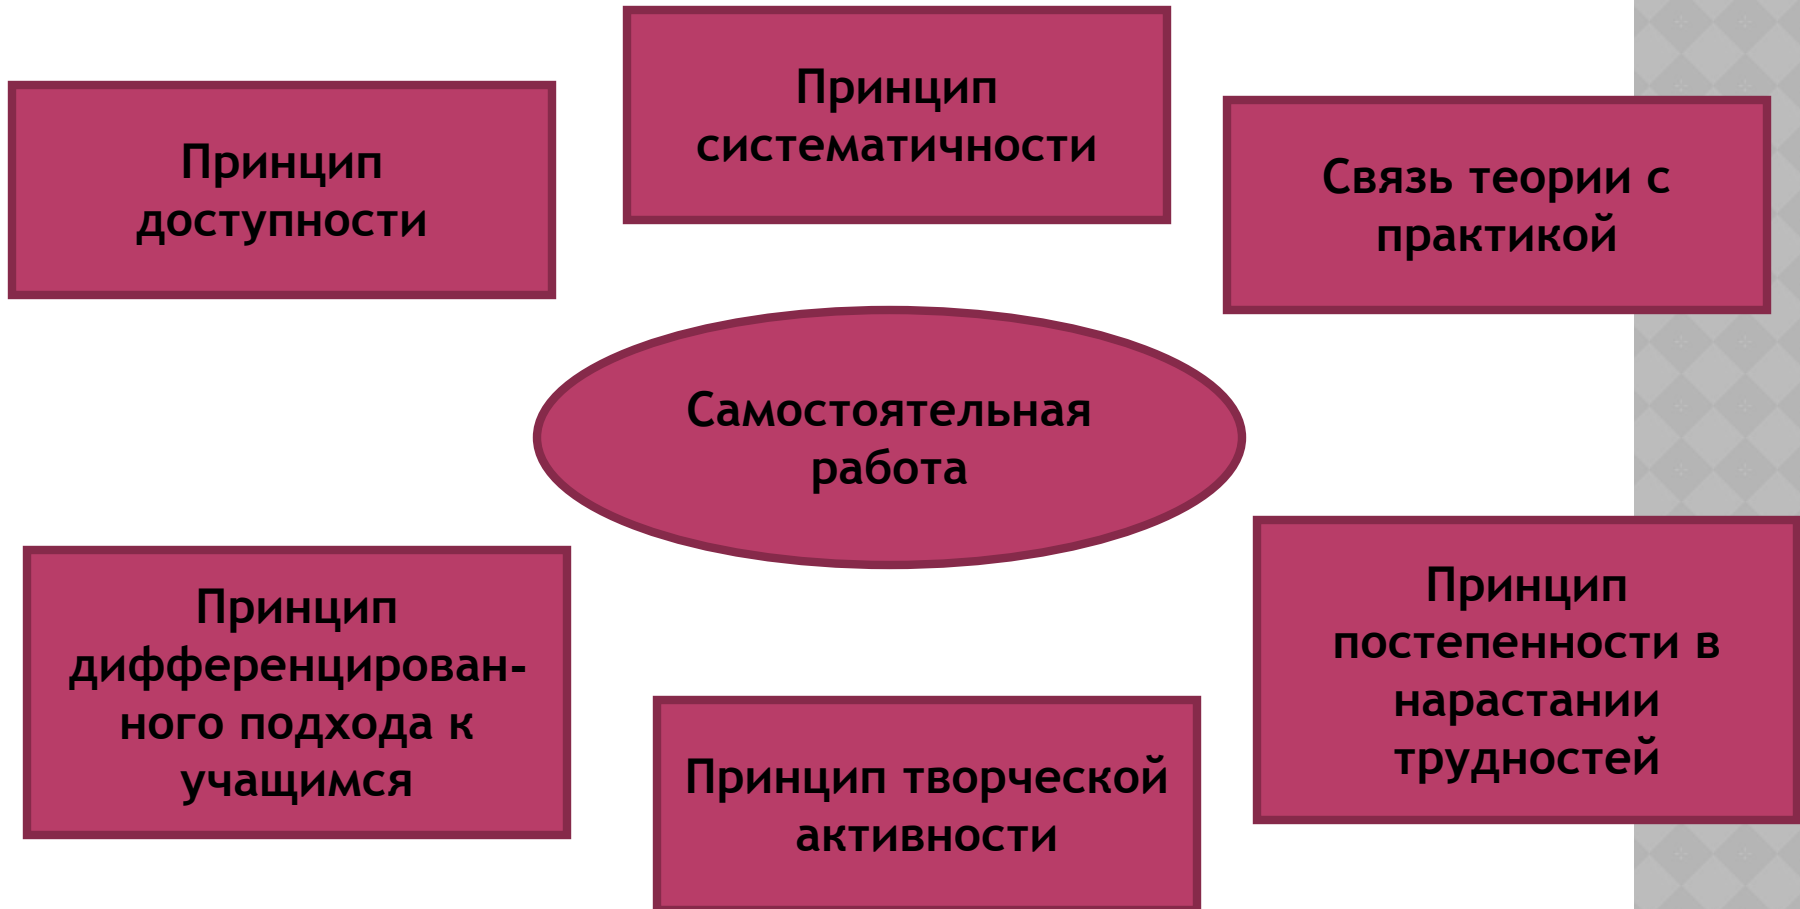 Принцип
систематичности
Принцип
доступности
Связь теории с
практикой
Самостоятельная
работа
Принцип
дифференцирован-
ного подхода к
учащимся
Принцип
постепенности в
нарастании
трудностей
Принцип творческой
активности